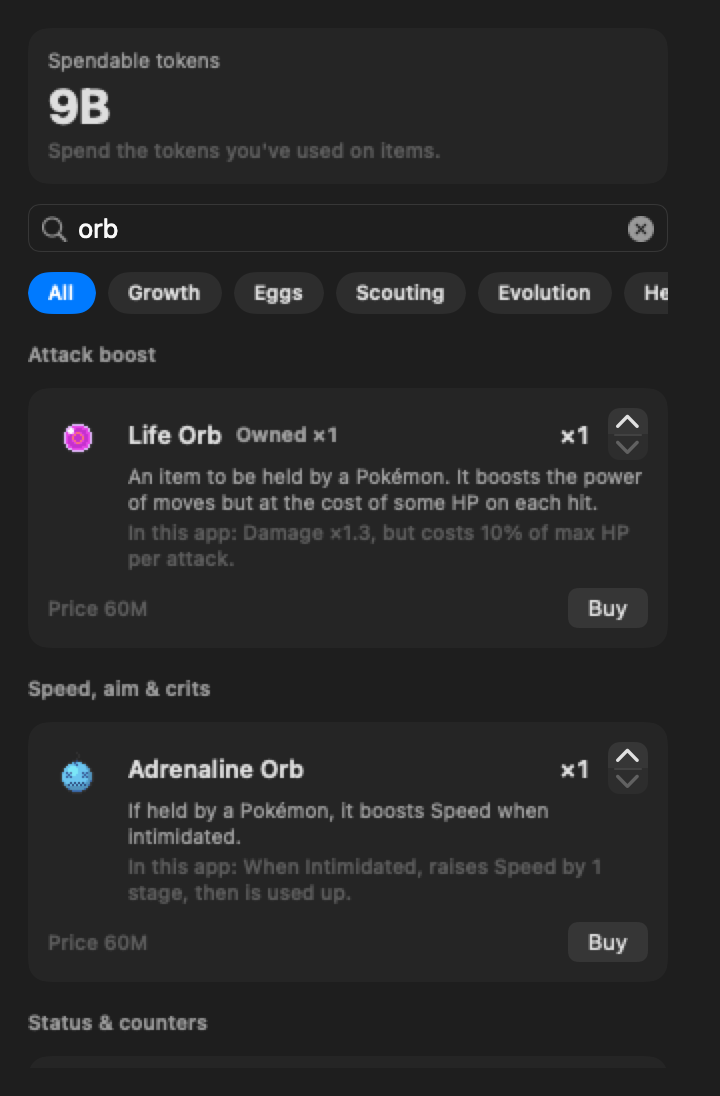 Spendable tokens
9B
Spend the tokens you've used on items.
orb
All Growth Eggs Scouting Evolution He
Attack boost
Life Orb Owned ×1 ×1
An item to be held by a Pokémon. It boosts the power
of moves but at the cost of some HP on each hit.
In this app: Damage ×1.3, but costs 10% of max HP
per attack.
Price 60M Buy
Speed, aim & crits
Adrenaline Orb ×1
If held by a Pokémon, it boosts Speed when
intimidated.
In this app: When Intimidated, raises Speed by 1
stage, then is used up.
Price 60M Buy
Status & counters